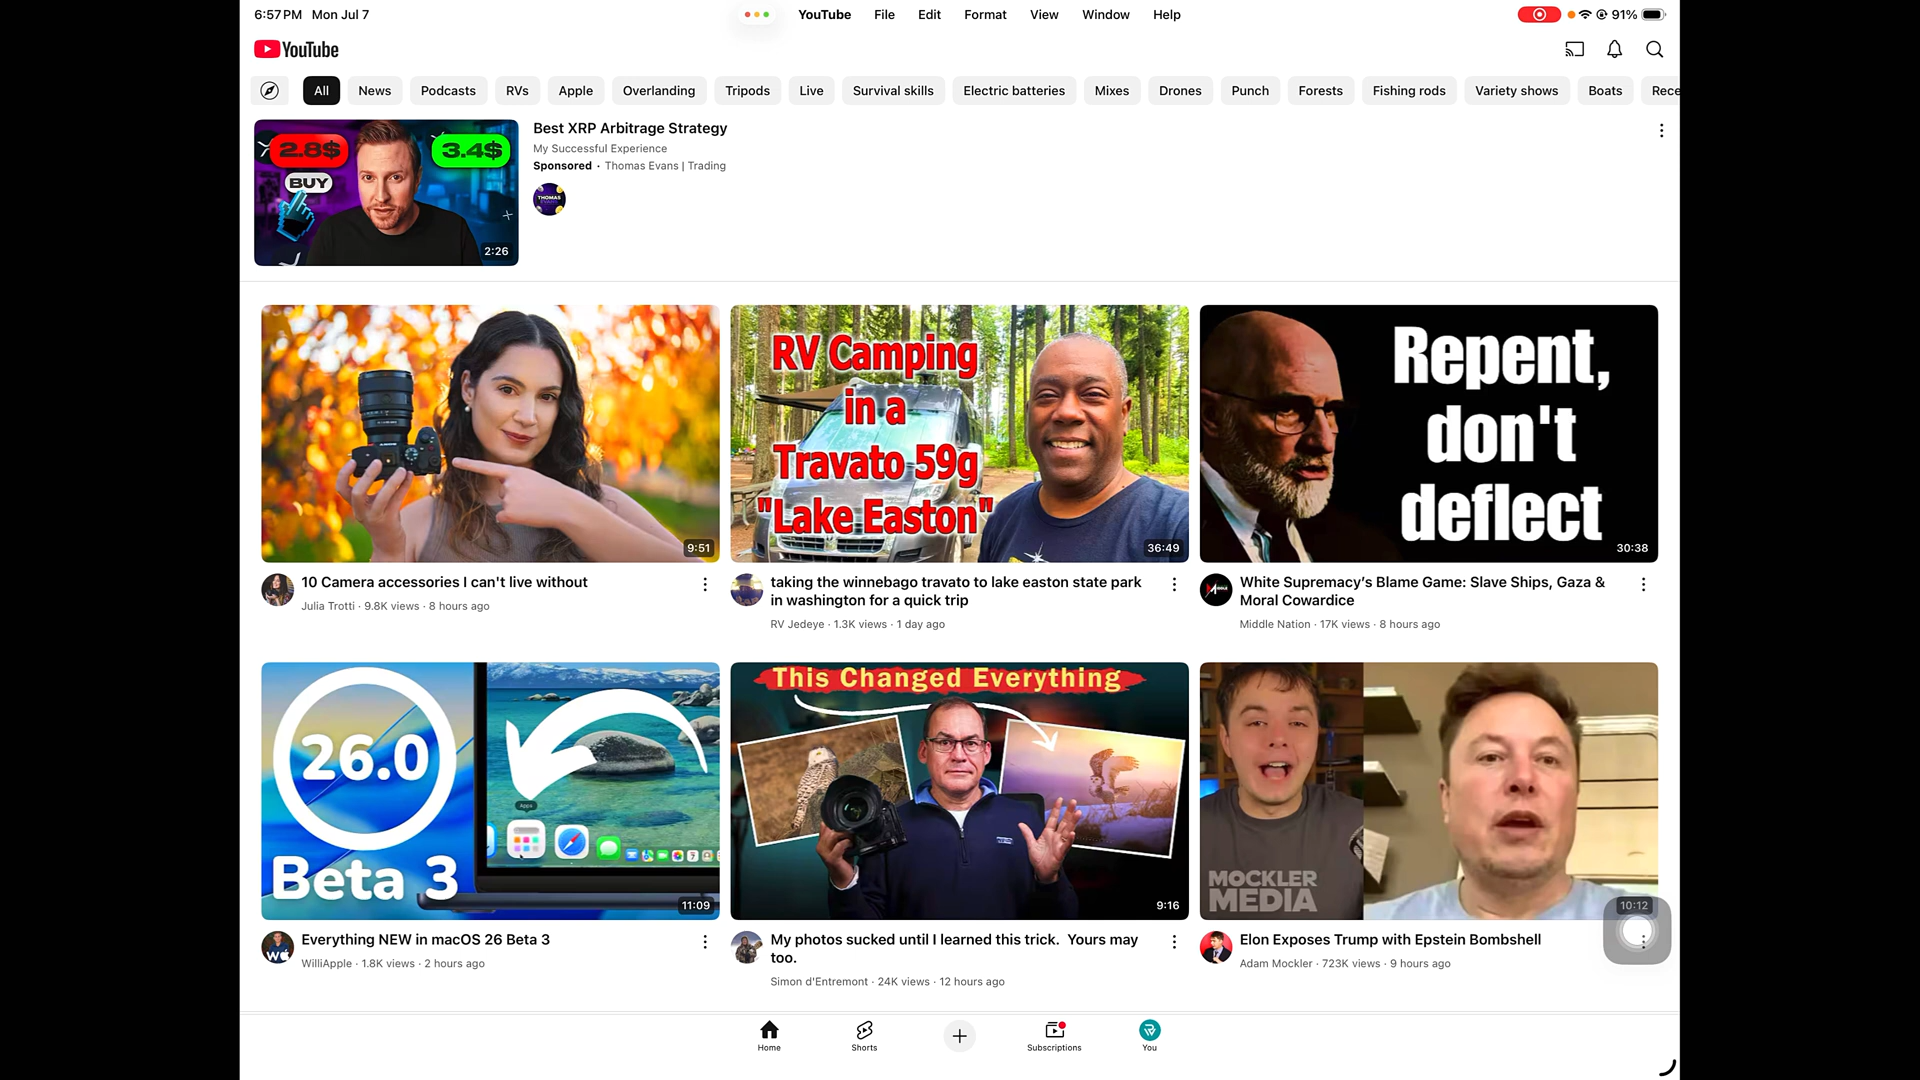 6:57 PM Mon Jul 7
YouTube File Edit Format View Window Help
91%
YouTube
All News Podcasts RVs Apple Overlanding Tripods Live Survival skills Electric batteries Mixes Drones Punch Forests Fishing rods Variety shows Boats Rece
2.8$
3.4$
BUY
2:26
Best XRP Arbitrage Strategy
My Successful Experience
Sponsored · Thomas Evans | Trading
THOMAS
EVANS
9:51
10 Camera accessories I can't live without
Julia Trotti · 9.8K views · 8 hours ago
RV Camping
in a
Travato 59g
"Lake Easton"
36:49
taking the winnebago travato to lake easton state park
in washington for a quick trip
RV Jedeye · 1.3K views · 1 day ago
Repent,
don't
deflect
30:38
White Supremacy’s Blame Game: Slave Ships, Gaza &
Moral Cowardice
Middle Nation · 17K views · 8 hours ago
26.0
Beta 3
Apps
11:09
Everything NEW in macOS 26 Beta 3
WilliApple · 1.8K views · 2 hours ago
This Changed Everything
9:16
My photos sucked until I learned this trick. Yours may
too.
Simon d'Entremont · 24K views · 12 hours ago
MOCKLER
MEDIA
10:12
Elon Exposes Trump with Epstein Bombshell
Adam Mockler · 723K views · 9 hours ago
Home Shorts Subscriptions You